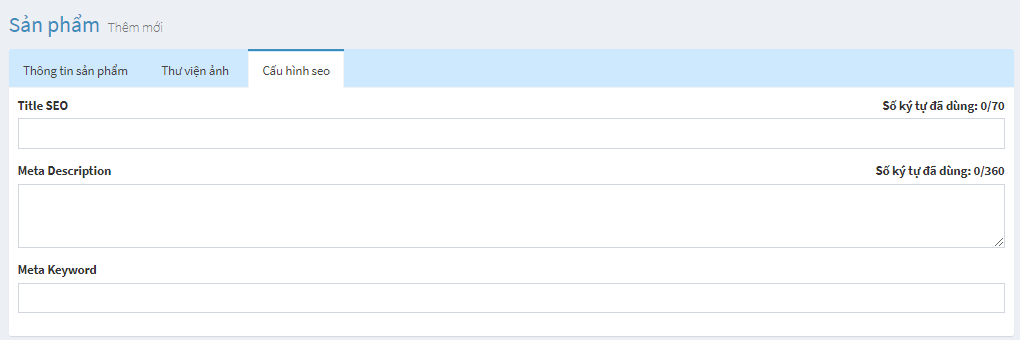 Sản phẩm Thêm mới
Thông tin sản phẩm Thư viện ảnh Cấu hình seo
Title SEO Số ký tự đã dùng: 0/70
Meta Description Số ký tự đã dùng: 0/360
Meta Keyword